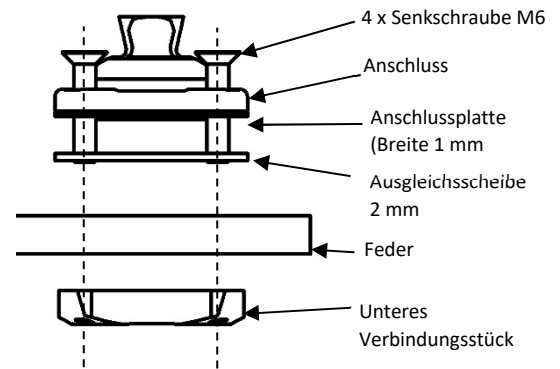 4 x Senkschraube M6
Anschluss
Anschlussplatte
(Breite 1 mm
Ausgleichsscheibe
2 mm
Feder
Unteres
Verbindungsstück